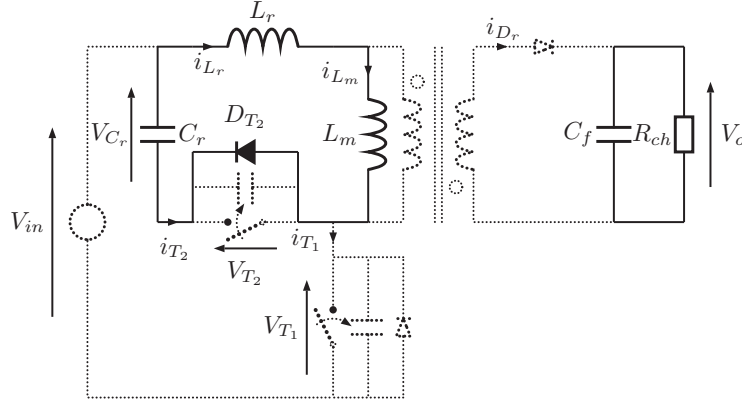 L_r
i_{D_r}
i_{L_r}
i_{L_m}
V_{C_r}
C_r
D_{T_2}
L_m
C_f
R_{ch}
V_o
V_{in}
i_{T_2}
V_{T_2}
i_{T_1}
V_{T_1}